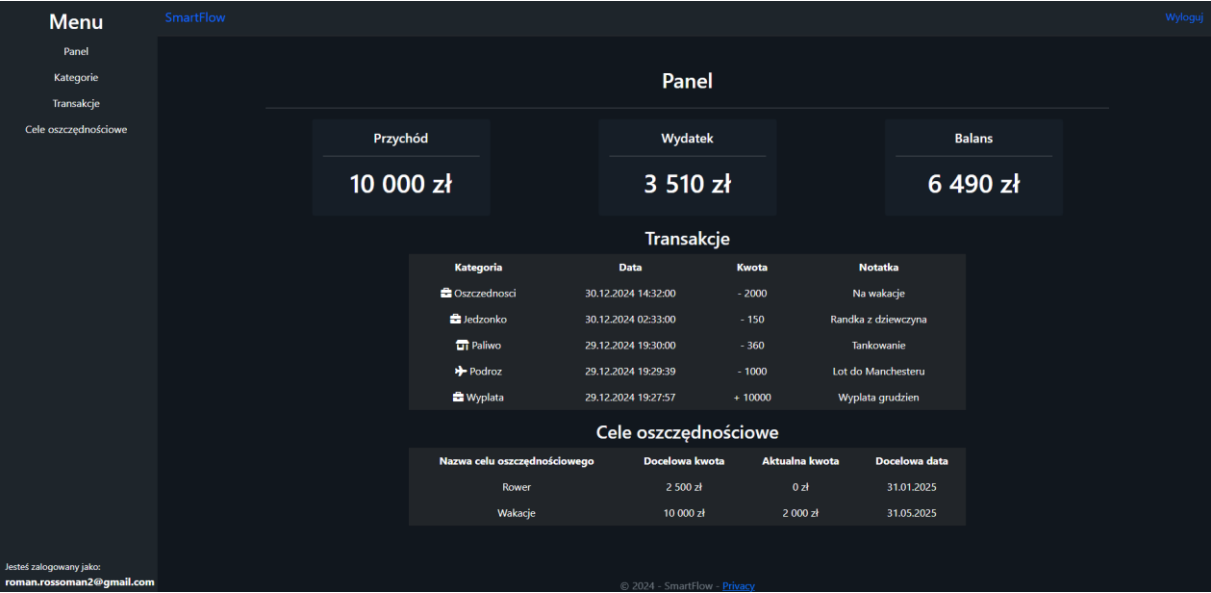 Menu
Panel
Kategorie
Transakcje
Cele oszczędnościowe
Jesteś zalogowany jako:
roman.rossoman2@gmail.com
SmartFlow Wyloguj
Panel
Przychód Wydatek Balans
10 000 zł 3 510 zł 6 490 zł
Transakcje
Kategoria Data Kwota Notatka
Oszczednosci 30.12.2024 14:32:00 - 2000 Na wakacje
Jedzonko 30.12.2024 02:33:00 - 150 Randka z dziewczyna
Paliwo 29.12.2024 19:30:00 - 360 Tankowanie
Podroz 29.12.2024 19:29:39 - 1000 Lot do Manchesteru
Wyplata 29.12.2024 19:27:57 + 10000 Wyplata grudzien
Cele oszczędnościowe
Nazwa celu oszczędnościowego Docelowa kwota Aktualna kwota Docelowa data
Rower 2 500 zł 0 zł 31.01.2025
Wakacje 10 000 zł 2 000 zł 31.05.2025
© 2024 - SmartFlow - Privacy